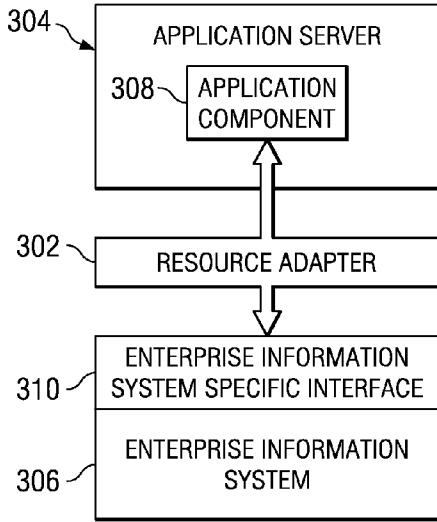 304
APPLICATION SERVER
308
APPLICATION
COMPONENT
302
RESOURCE ADAPTER
310
ENTERPRISE INFORMATION
SYSTEM SPECIFIC INTERFACE
306
ENTERPRISE INFORMATION
SYSTEM